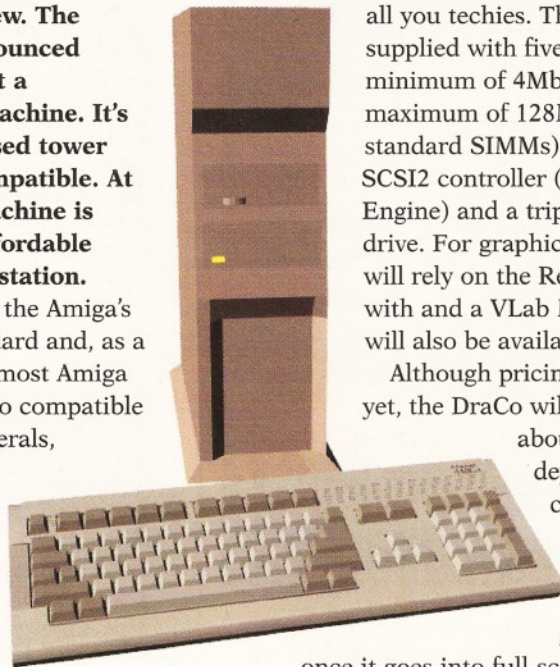 ew. The
ounced
t a
achine. It's
sed tower
mpatible. At
achine is
fordable
station.
the Amiga's
dard and, as a
most Amiga
o compatible
erals,
all you techies. Th
supplied with five
minimum of 4Mb
maximum of 128M
standard SIMMs)
SCSI2 controller (
Engine) and a trip
drive. For graphic
will rely on the Re
with and a VLab M
will also be availa
Although pricin
yet, the DraCo wil
abou
de
c
once it goes into full sc